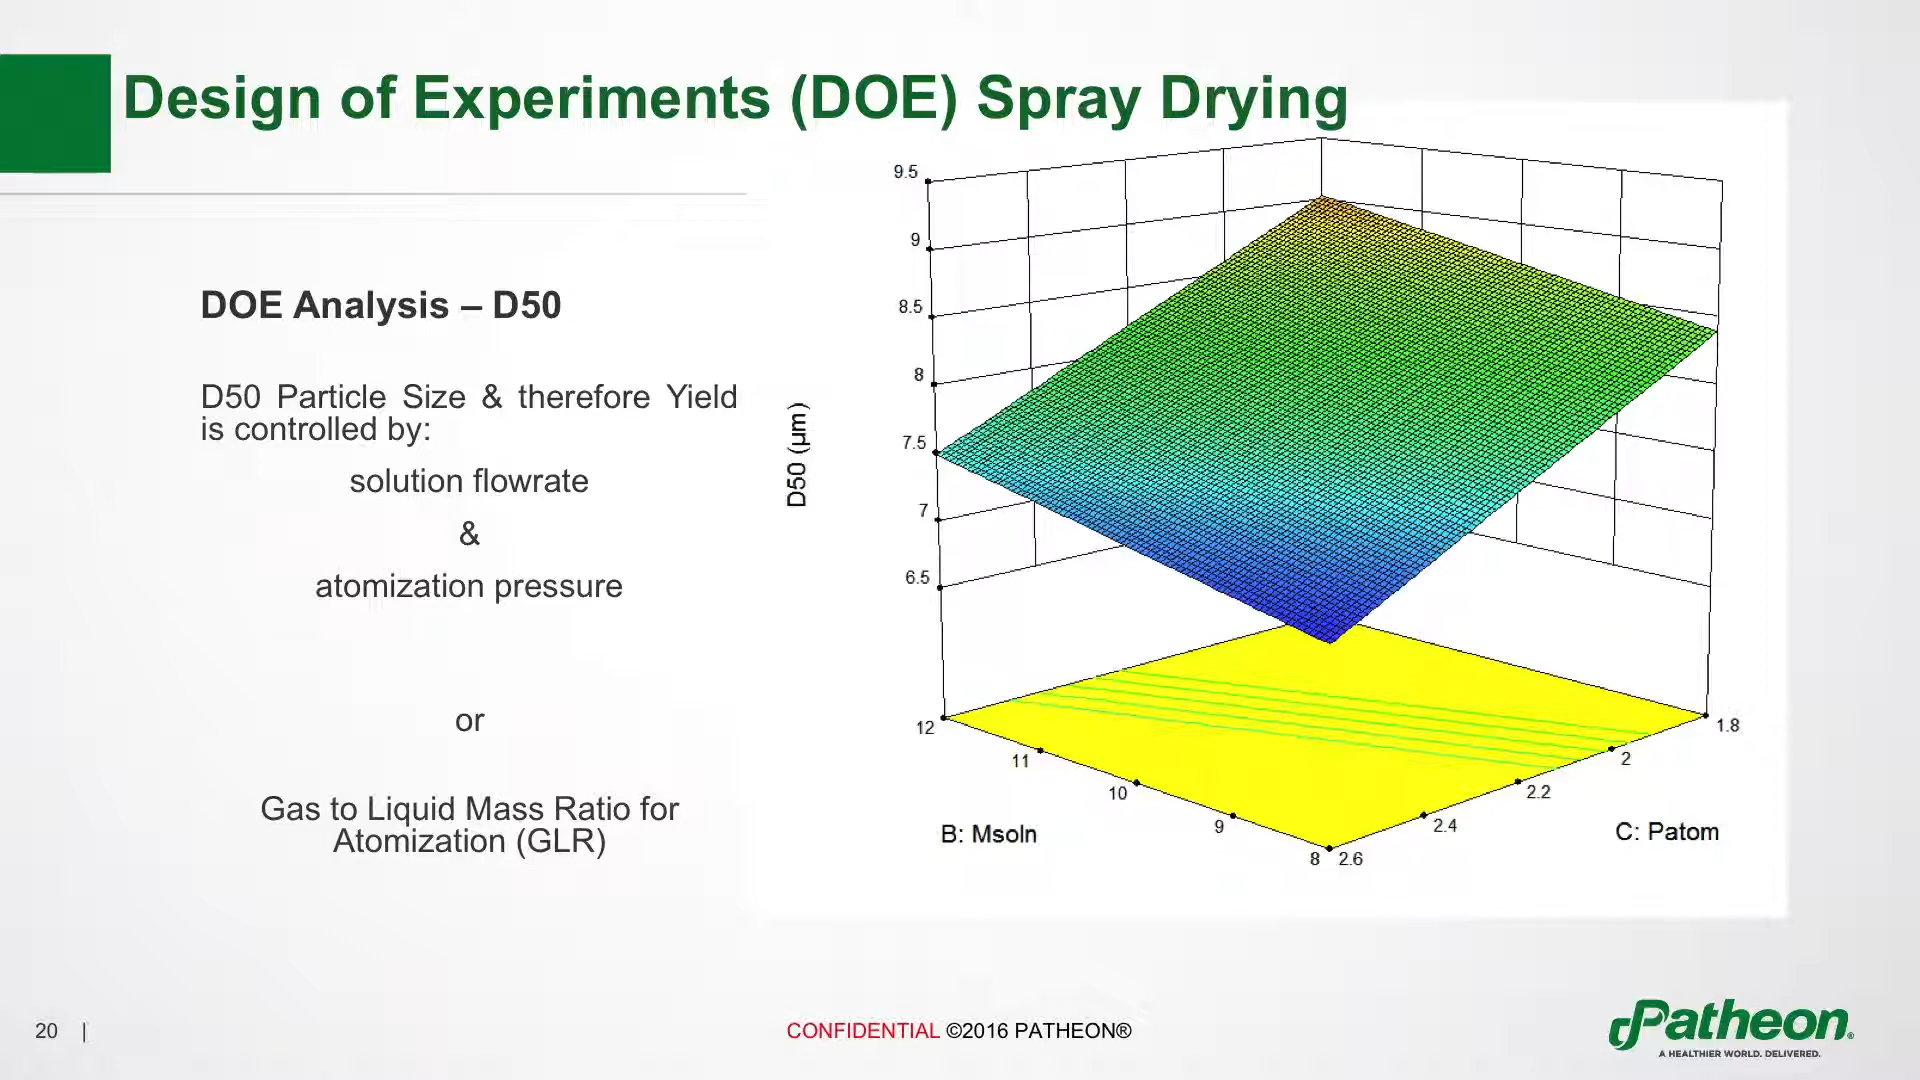 Design of Experiments (DOE) Spray Drying
DOE Analysis – D50
D50 Particle Size & therefore Yield
is controlled by:
solution flowrate
&
atomization pressure
or
Gas to Liquid Mass Ratio for
Atomization (GLR)
D50 (µm)
9.5
9
8.5
8
7.5
7
6.5
12
11
10
9
8
2.6
2.4
2.2
2
1.8
B: Msoln
C: Patom
20 |
CONFIDENTIAL ©2016 PATHEON®
Patheon®
A HEALTHIER WORLD. DELIVERED.